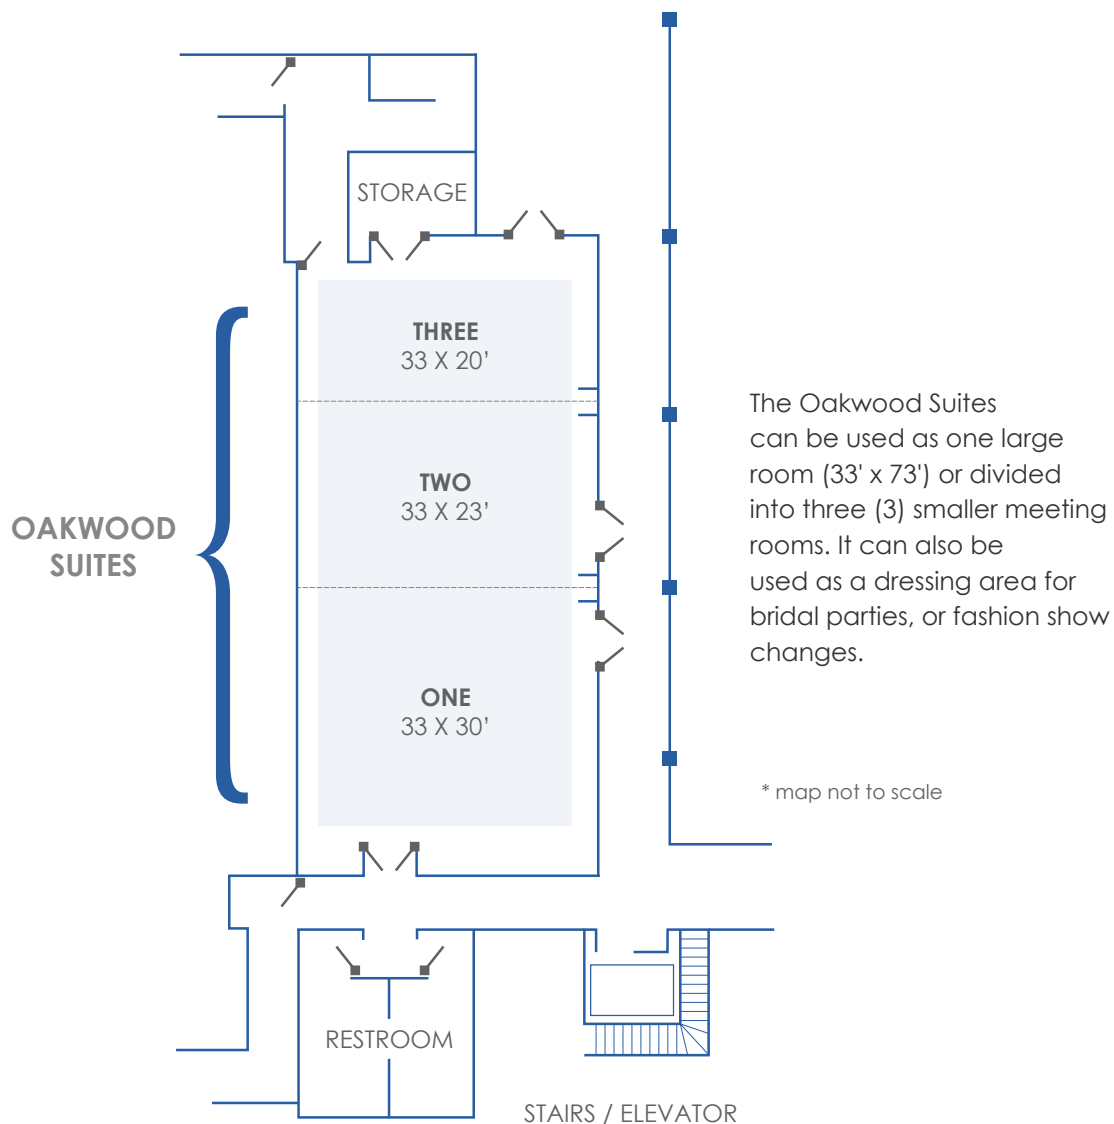 STORAGE
THREE
33 X 20’
TWO
33 X 23’
OAKWOOD
SUITES
ONE
33 X 30’
The Oakwood Suites
can be used as one large
room (33' x 73') or divided
into three (3) smaller meeting
rooms. It can also be
used as a dressing area for
bridal parties, or fashion show
changes.
* map not to scale
RESTROOM
STAIRS / ELEVATOR